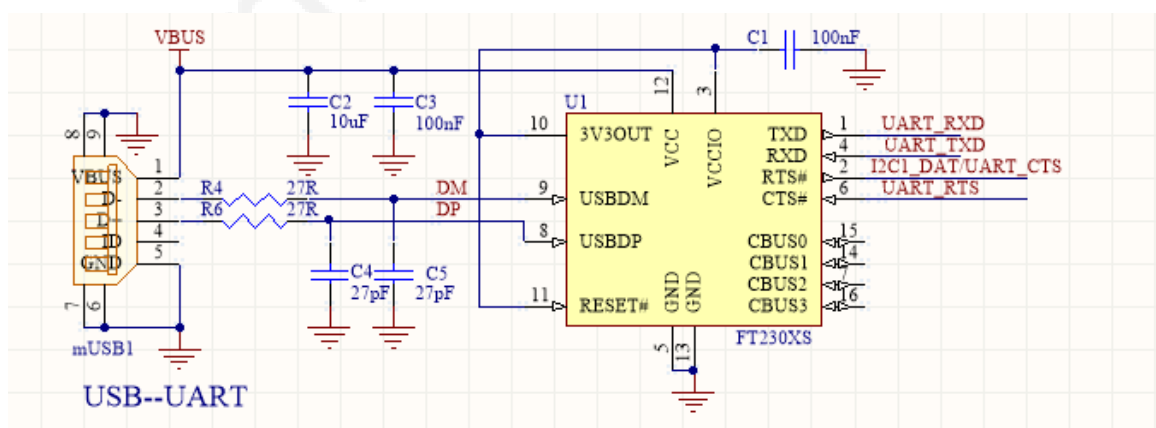 VBUS
C1 100nF
C2
10uF
C3
100nF
U1
12
3
8
9
VBUS 1
D- 2
D+ 3
ID 4
GND 5
7
6
mUSB1
R4 27R
R6 27R
DM
DP
C4
27pF
C5
27pF
10 3V3OUT
9 USBDM
8 USBDP
11 RESET#
VCC
VCCIO
GND
GND
5
13
TXD 1 UART_RXD
RXD 4 UART_TXD
RTS# 2 I2C1_DAT/UART_CTS
CTS# 6 UART_RTS
CBUS0 15
CBUS1 14
CBUS2 7
CBUS3 16
FT230XS
USB--UART